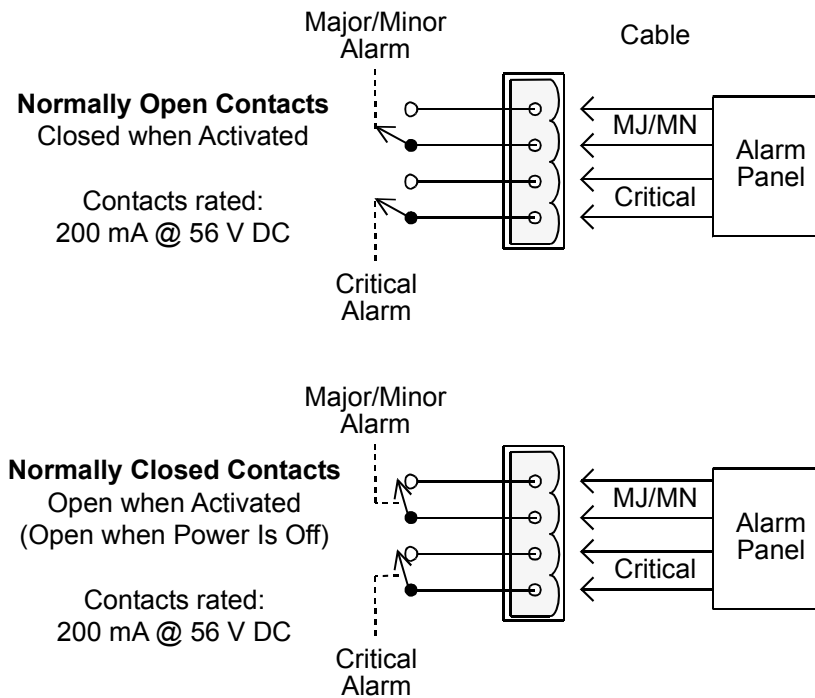 Major/Minor
Alarm
Cable
Normally Open Contacts
Closed when Activated
Contacts rated:
200 mA @ 56 V DC
MJ/MN
Critical
Alarm
Panel
Critical
Alarm
Major/Minor
Alarm
Normally Closed Contacts
Open when Activated
(Open when Power Is Off)
Contacts rated:
200 mA @ 56 V DC
MJ/MN
Critical
Alarm
Panel
Critical
Alarm